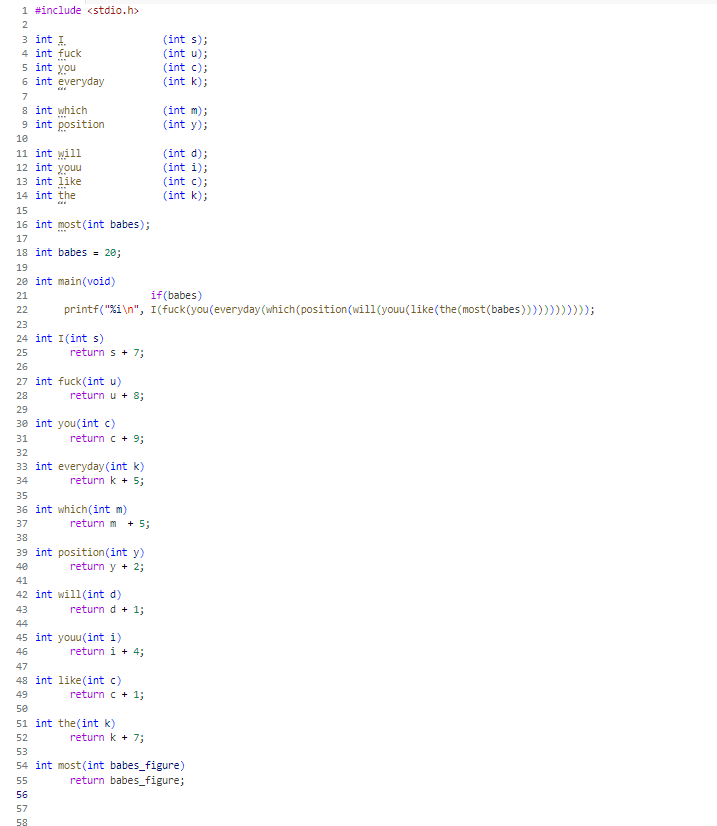 1 #include <stdio.h>
2
3 int I (int s);
4 int fuck (int u);
5 int you (int c);
6 int everyday (int k);
7
8 int which (int m);
9 int position (int y);
10
11 int will (int d);
12 int youu (int i);
13 int like (int c);
14 int the (int k);
15
16 int most(int babes);
17
18 int babes = 20;
19
20 int main(void)
21 if(babes)
22 printf("%i\n", I(fuck(you(everyday(which(position(will(youu(like(the(most(babes))))))))))));
23
24 int I(int s)
25 return s + 7;
26
27 int fuck(int u)
28 return u + 8;
29
30 int you(int c)
31 return c + 9;
32
33 int everyday(int k)
34 return k + 5;
35
36 int which(int m)
37 return m + 5;
38
39 int position(int y)
40 return y + 2;
41
42 int will(int d)
43 return d + 1;
44
45 int youu(int i)
46 return i + 4;
47
48 int like(int c)
49 return c + 1;
50
51 int the(int k)
52 return k + 7;
53
54 int most(int babes_figure)
55 return babes_figure;
56
57
58